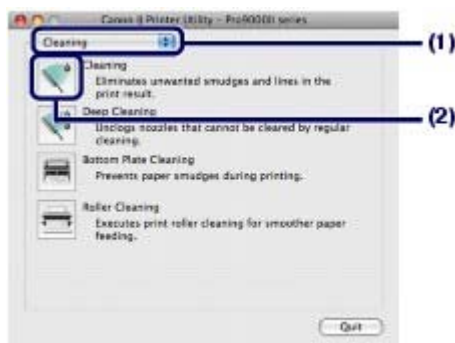 Canon IJ Printer Utility - Pro9000II series
Cleaning
(1)
Cleaning
Eliminates unwanted smudges and lines in the
print result.
(2)
Deep Cleaning
Unclogs nozzles that cannot be cleared by regular
cleaning.
Bottom Plate Cleaning
Prevents paper smudges during printing.
Roller Cleaning
Executes print roller cleaning for smoother paper
feeding.
Quit